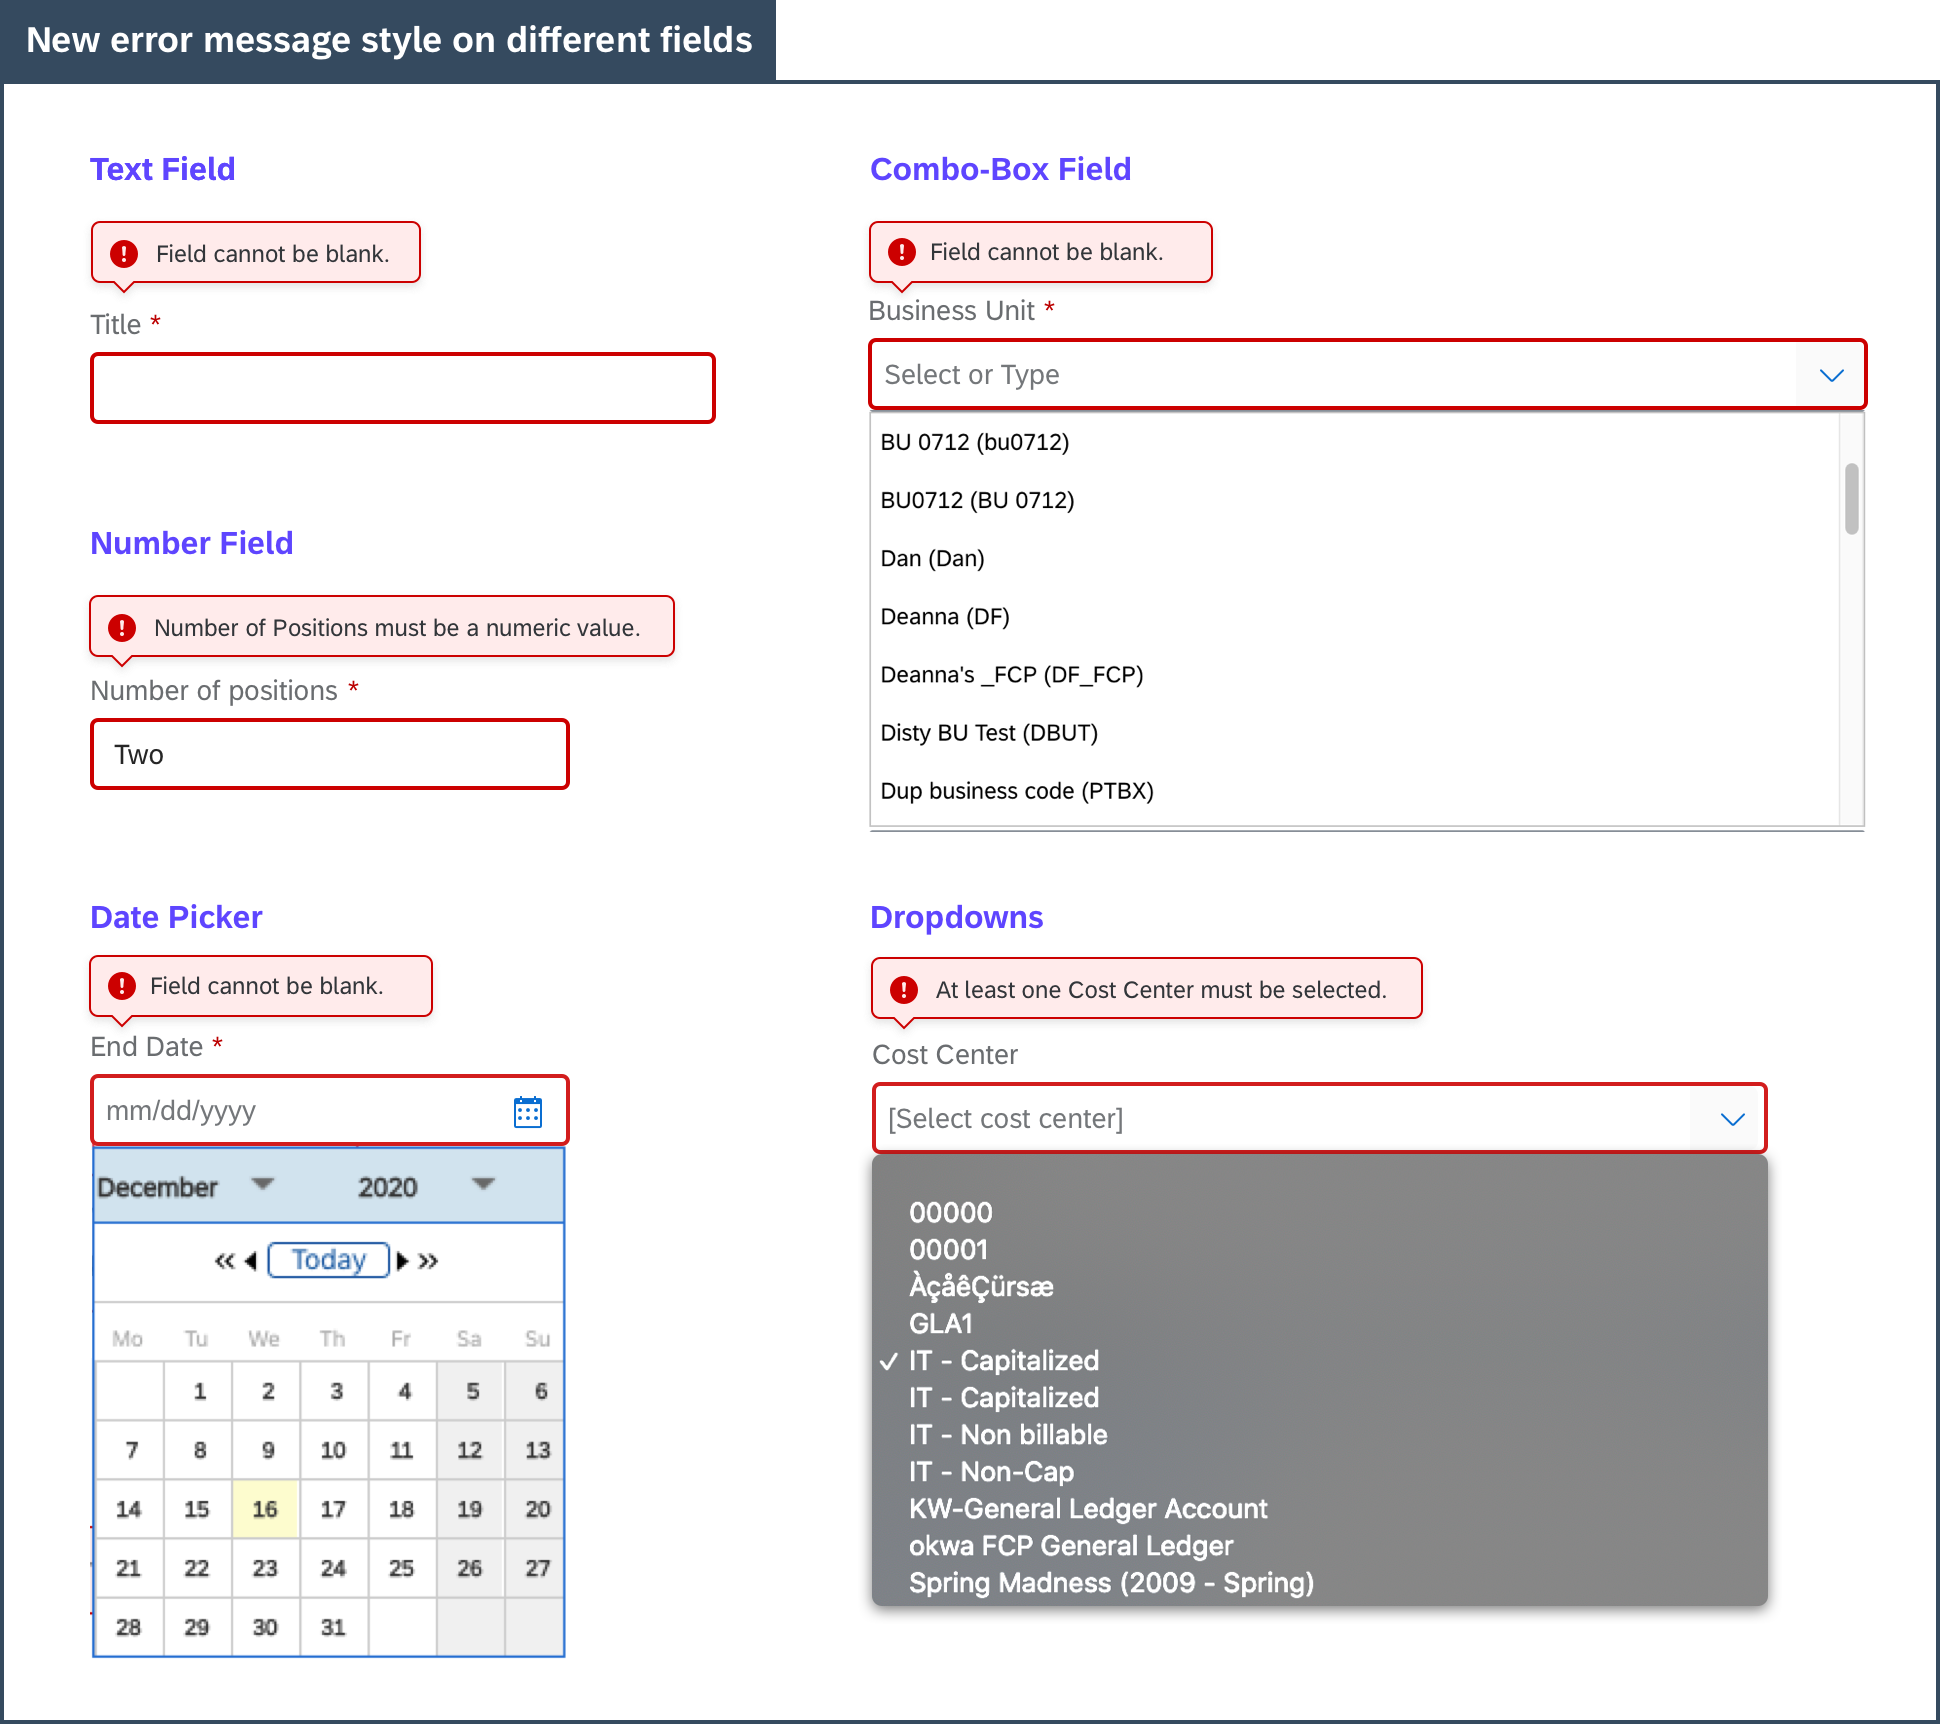 New error message style on different fields
Text Field
Field cannot be blank.
Title *
Number Field
Number of Positions must be a numeric value.
Number of positions *
Two
Date Picker
Field cannot be blank.
End Date *
mm/dd/yyyy
December 2020
« Today »
Mo Tu We Th Fr Sa Su
1 2 3 4 5 6
7 8 9 10 11 12 13
14 15 16 17 18 19 20
21 22 23 24 25 26 27
28 29 30 31
Combo-Box Field
Field cannot be blank.
Business Unit *
Select or Type
BU 0712 (bu0712)
BU0712 (BU 0712)
Dan (Dan)
Deanna (DF)
Deanna's _FCP (DF_FCP)
Disty BU Test (DBUT)
Dup business code (PTBX)
Dropdowns
At least one Cost Center must be selected.
Cost Center
[Select cost center]
00000
00001
ÀçåêÇürsæ
GLA1
✓ IT - Capitalized
IT - Capitalized
IT - Non billable
IT - Non-Cap
KW-General Ledger Account
okwa FCP General Ledger
Spring Madness (2009 - Spring)